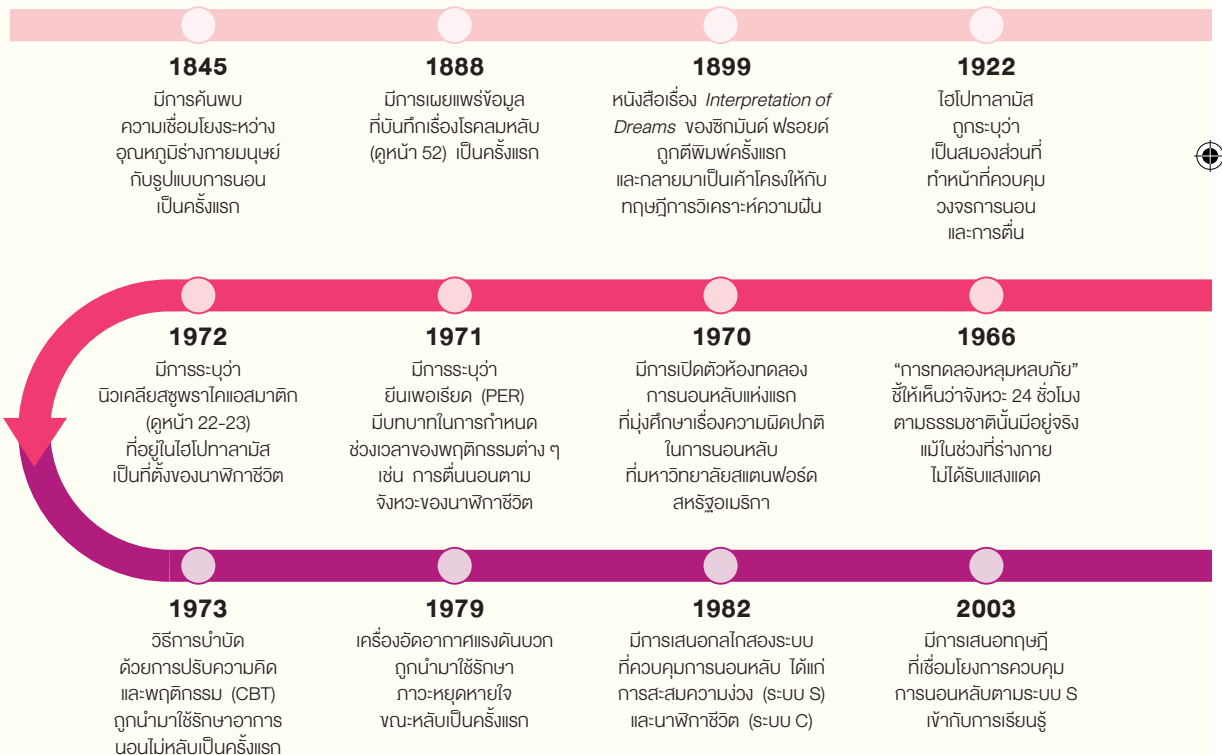 1845
มีการค้นพบ
ความเชื่อมโยงระหว่าง
อุณหภูมิร่างกายมนุษย์
กับรูปแบบการนอน
เป็นครั้งแรก
1888
มีการเผยแพร่ข้อมูล
ที่บันทึกเรื่องโรคลมหลับ
(ดูหน้า 52) เป็นครั้งแรก
1899
หนังสือเรื่อง Interpretation of
Dreams ของซิกมันด์ ฟรอยด์
ถูกตีพิมพ์ครั้งแรก
และกลายมาเป็นเค้าโครงให้กับ
ทฤษฎีการวิเคราะห์ความฝัน
1922
ไฮโปทาลามัส
ถูกระบุว่า
เป็นสมองส่วนที่
ทำหน้าที่ควบคุม
วงจรการนอน
และการตื่น
1972
มีการระบุว่า
นิวเคลียสซูพราไคแอสมาติก
(ดูหน้า 22-23)
ที่อยู่ในไฮโปทาลามัส
เป็นที่ตั้งของนาฬิกาชีวิต
1971
มีการระบุว่า
ยีนเพอเรียด (PER)
มีบทบาทในการกำหนด
ช่วงเวลาของพฤติกรรมต่าง ๆ
เช่น การตื่นนอนตาม
จังหวะของนาฬิกาชีวิต
1970
มีการเปิดตัวห้องทดลอง
การนอนหลับแห่งแรก
ที่มุ่งศึกษาเรื่องความผิดปกติ
ในการนอนหลับ
ที่มหาวิทยาลัยสแตนฟอร์ด
สหรัฐอเมริกา
1966
“การทดลองหลุมหลบภัย”
ชี้ให้เห็นว่าจังหวะ 24 ชั่วโมง
ตามธรรมชาตินั้นมีอยู่จริง
แม้ในช่วงที่ร่างกาย
ไม่ได้รับแสงแดด
1973
วิธีการบำบัด
ด้วยการปรับความคิด
และพฤติกรรม (CBT)
ถูกนำมาใช้รักษาอาการ
นอนไม่หลับเป็นครั้งแรก
1979
เครื่องอัดอากาศแรงดันบวก
ถูกนำมาใช้รักษา
ภาวะหยุดหายใจ
ขณะหลับเป็นครั้งแรก
1982
มีการเสนอกลไกสองระบบ
ที่ควบคุมการนอนหลับ ได้แก่
การสะสมความง่วง (ระบบ S)
และนาฬิกาชีวิต (ระบบ C)
2003
มีการเสนอทฤษฎี
ที่เชื่อมโยงการควบคุม
การนอนหลับตามระบบ S
เข้ากับการเรียนรู้